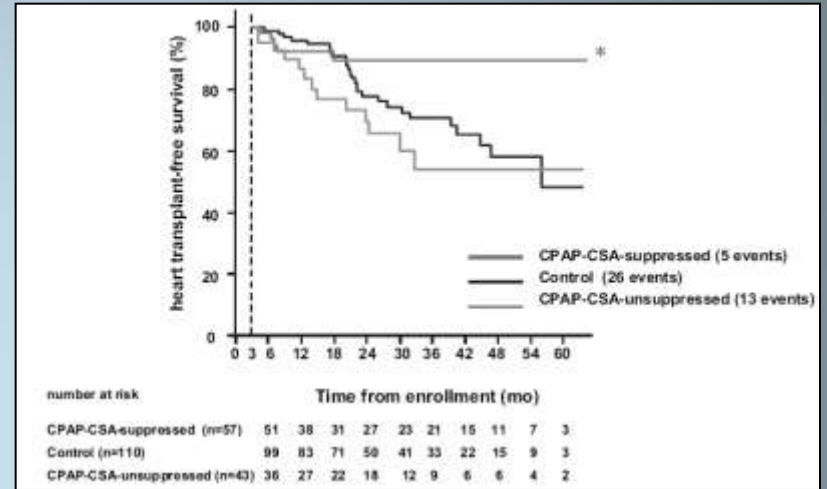 heart transplant-free survival (%)
100
80
60
40
20
0
*
CPAP-CSA-suppressed (5 events)
Control (26 events)
CPAP-CSA-unsuppressed (13 events)
0 3 6 12 18 24 30 36 42 48 54 60
number at risk
Time from enrollment (mo)
CPAP-CSA-suppressed (n=57) 51 38 31 27 23 21 15 11 7 3
Control (n=110) 99 83 71 50 41 33 22 15 9 3
CPAP-CSA-unsuppressed (n=43) 36 27 22 18 12 9 6 6 4 2